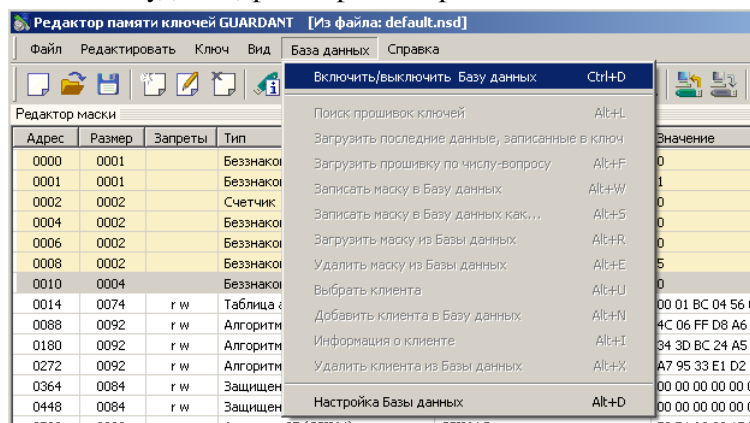 Редактор памяти ключей GUARDANT [Из файла: default.nsd]
Файл Редактировать Ключ Вид База данных Справка
Включить/выключить Базу данных Ctrl+D
Редактор маски
Поиск прошивок ключей Alt+L
Адрес Размер Запреты Тип Загрузить последние данные, записанные в ключ Значение
0000 0001 Беззнако Загрузить прошивку по числу-вопросу Alt+F 0
0001 0001 Беззнако Записать маску в Базу данных Alt+W 1
0002 0002 Счетчик Записать маску в Базу данных как... Alt+S 0
0004 0002 Беззнако 0
0006 0002 Беззнако Загрузить маску из Базы данных Alt+R 0
0008 0002 Беззнако Удалить маску из Базы данных Alt+E 5
0010 0004 Беззнако Выбрать клиента Alt+U 0
0014 0074 r w Таблица Добавить клиента в Базу данных Alt+N 00 01 BC 04 56
0088 0092 r w Алгоритм 4C 06 FF D8 A6
0180 0092 r w Алгоритм Информация о клиенте Alt+I 34 3D BC 24 A5
0272 0092 r w Алгоритм Удалить клиента из Базы данных Alt+X A7 95 33 E1 D2
0364 0084 r w Защищен 00 00 00 00 00
0448 0084 r w Защищен Настройка Базы данных Alt+D 00 00 00 00 00